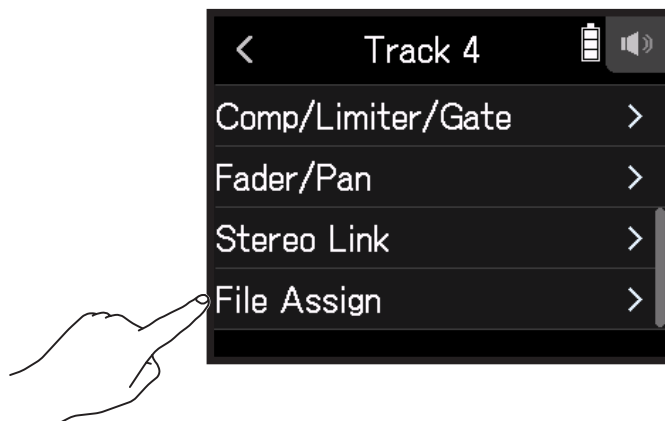 Track 4
Comp/Limiter/Gate
Fader/Pan
Stereo Link
File Assign